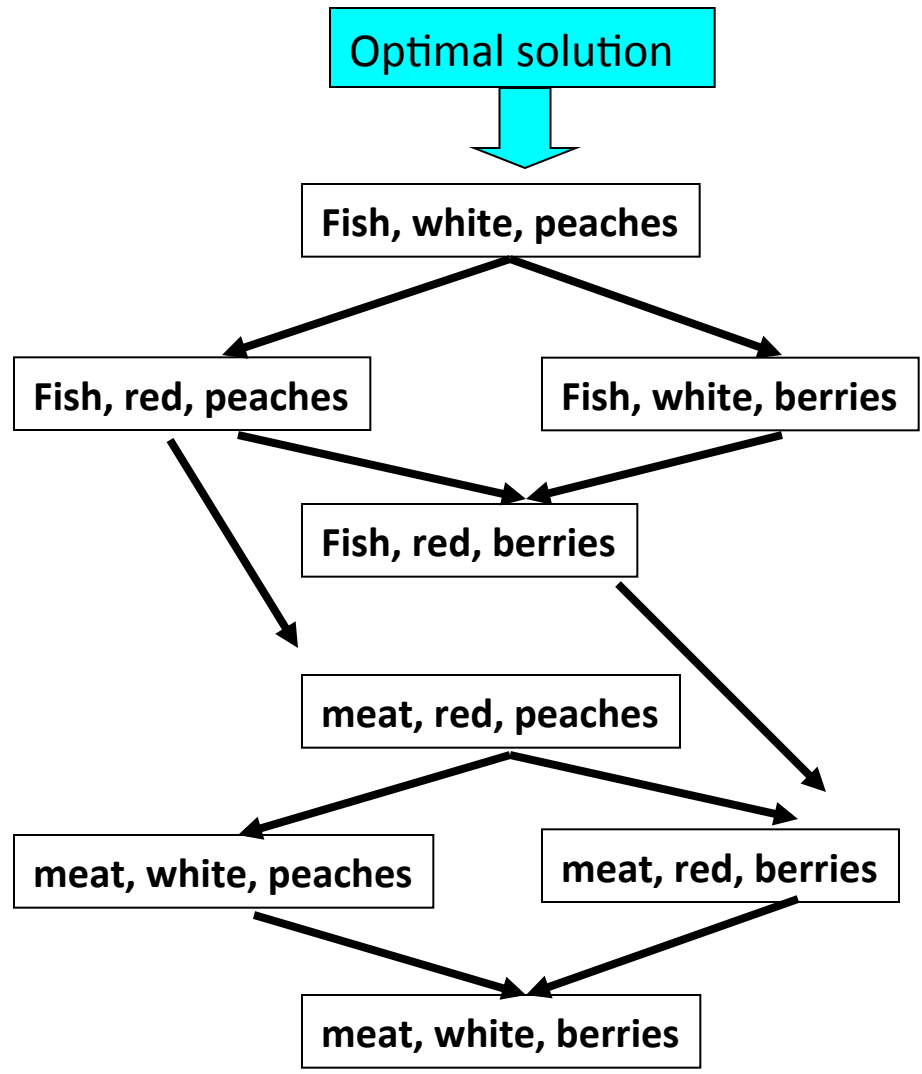 Optimal solution
Fish, white, peaches
Fish, red, peaches
Fish, white, berries
Fish, red, berries
meat, red, peaches
meat, white, peaches
meat, red, berries
meat, white, berries